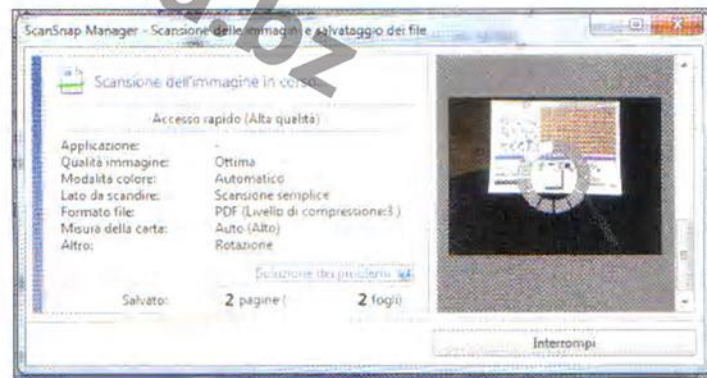 ScanSnap Manager - Scansione delle immagini e salvataggio dei file
Scansione dell'immagine in corso...
Accesso rapido (Alta qualità)
Applicazione: -
Qualità immagine: Ottima
Modalità colore: Automatico
Lato da scandire: Scansione semplice
Formato file: PDF (Livello di compressione:3 )
Misura della carta: Auto (Alto)
Altro: Rotazione
Soluzione dei problemi
Salvato: 2 pagine ( 2 fogli)
Interrompi
.bz